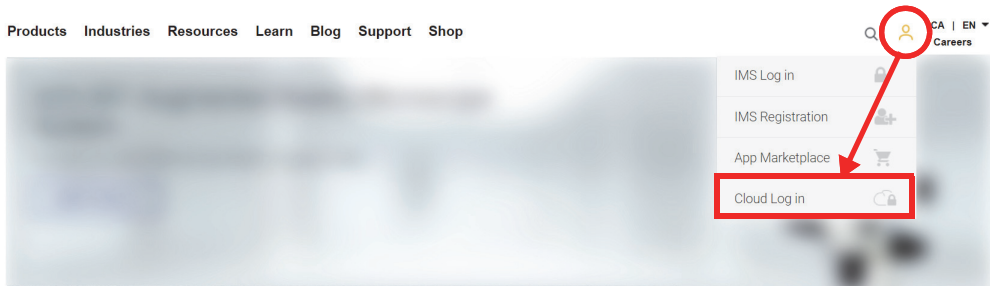 Products Industries Resources Learn Blog Support Shop CA | EN
Careers
IMS Log in
IMS Registration
App Marketplace
Cloud Log in